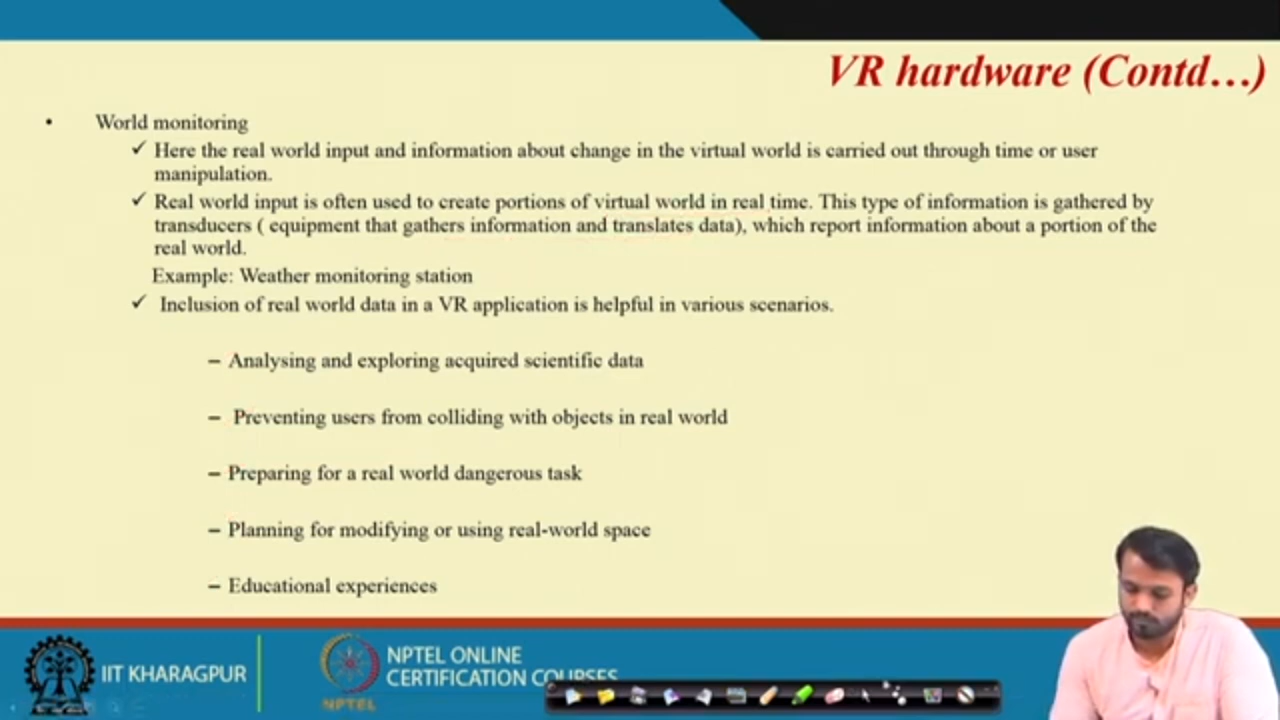 VR hardware (Contd…)
• World monitoring
✓ Here the real world input and information about change in the virtual world is carried out through time or user
manipulation.
✓ Real world input is often used to create portions of virtual world in real time. This type of information is gathered by
transducers ( equipment that gathers information and translates data), which report information about a portion of the
real world.
Example: Weather monitoring station
✓ Inclusion of real world data in a VR application is helpful in various scenarios.
– Analysing and exploring acquired scientific data
– Preventing users from colliding with objects in real world
– Preparing for a real world dangerous task
– Planning for modifying or using real-world space
– Educational experiences
IIT KHARAGPUR
NPTEL ONLINE
CERTIFICATION COURSES
NPTEL